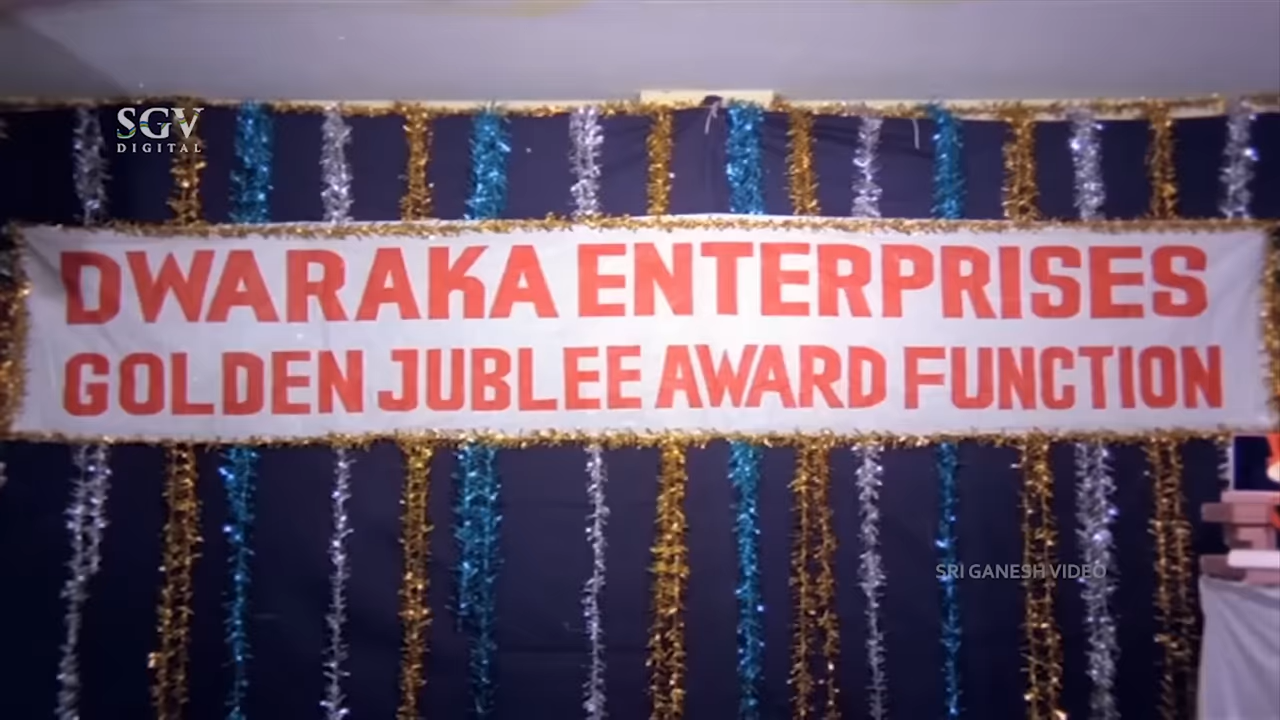 SGV
DIGITAL
DWARAKA ENTERPRISES
GOLDEN JUBLEE AWARD FUNCTION
SRI GANESH VIDEO